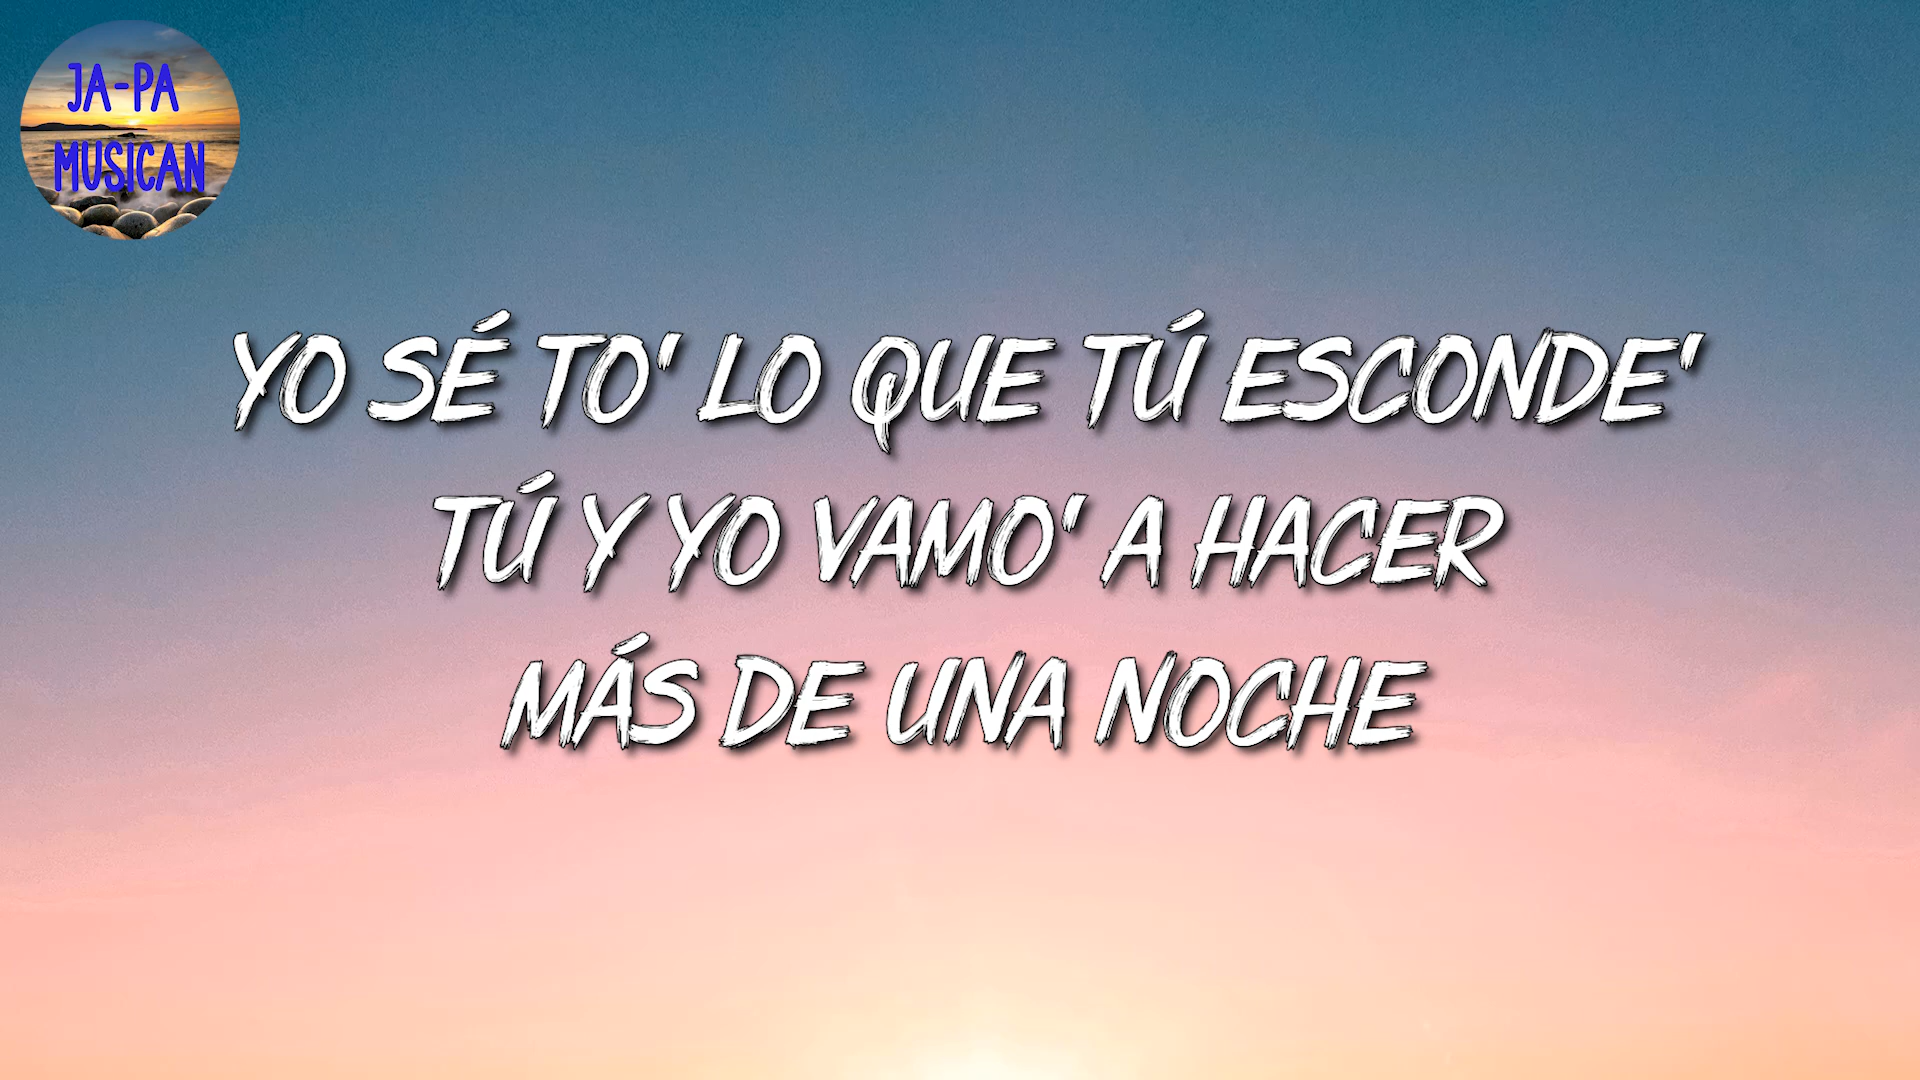 JA-PA
MUSICAN
YO SÉ TO' LO QUE TÚ ESCONDE'
TÚ Y YO VAMO' A HACER
MÁS DE UNA NOCHE